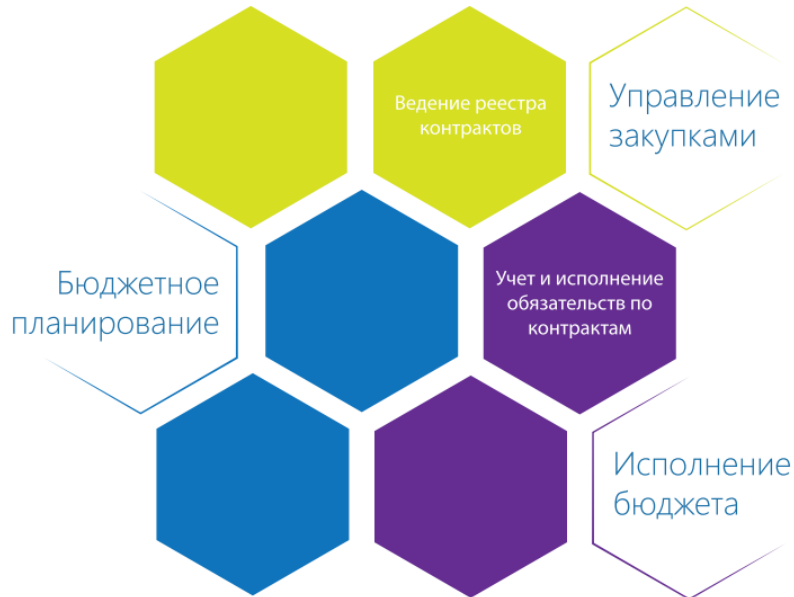 Ведение реестра
контрактов
Управление
закупками
Бюджетное
планирование
Учет и исполнение
обязательств по
контрактам
Исполнение
бюджета